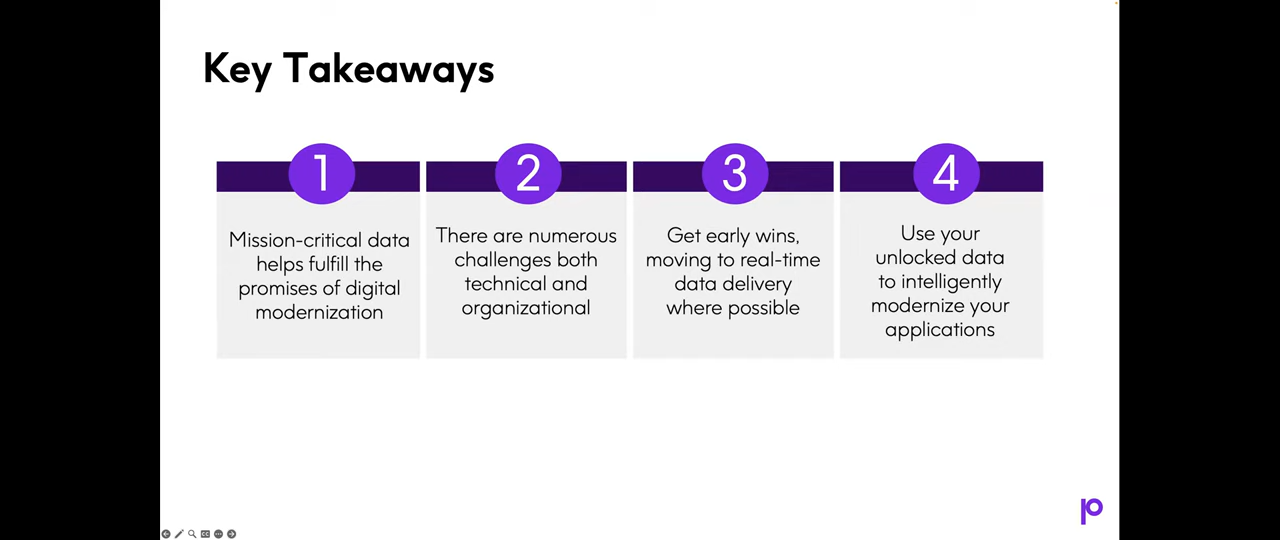 Key Takeaways
1
Mission-critical data
helps fulfill the
promises of digital
modernization
2
There are numerous
challenges both
technical and
organizational
3
Get early wins,
moving to real-time
data delivery
where possible
4
Use your
unlocked data
to intelligently
modernize your
applications